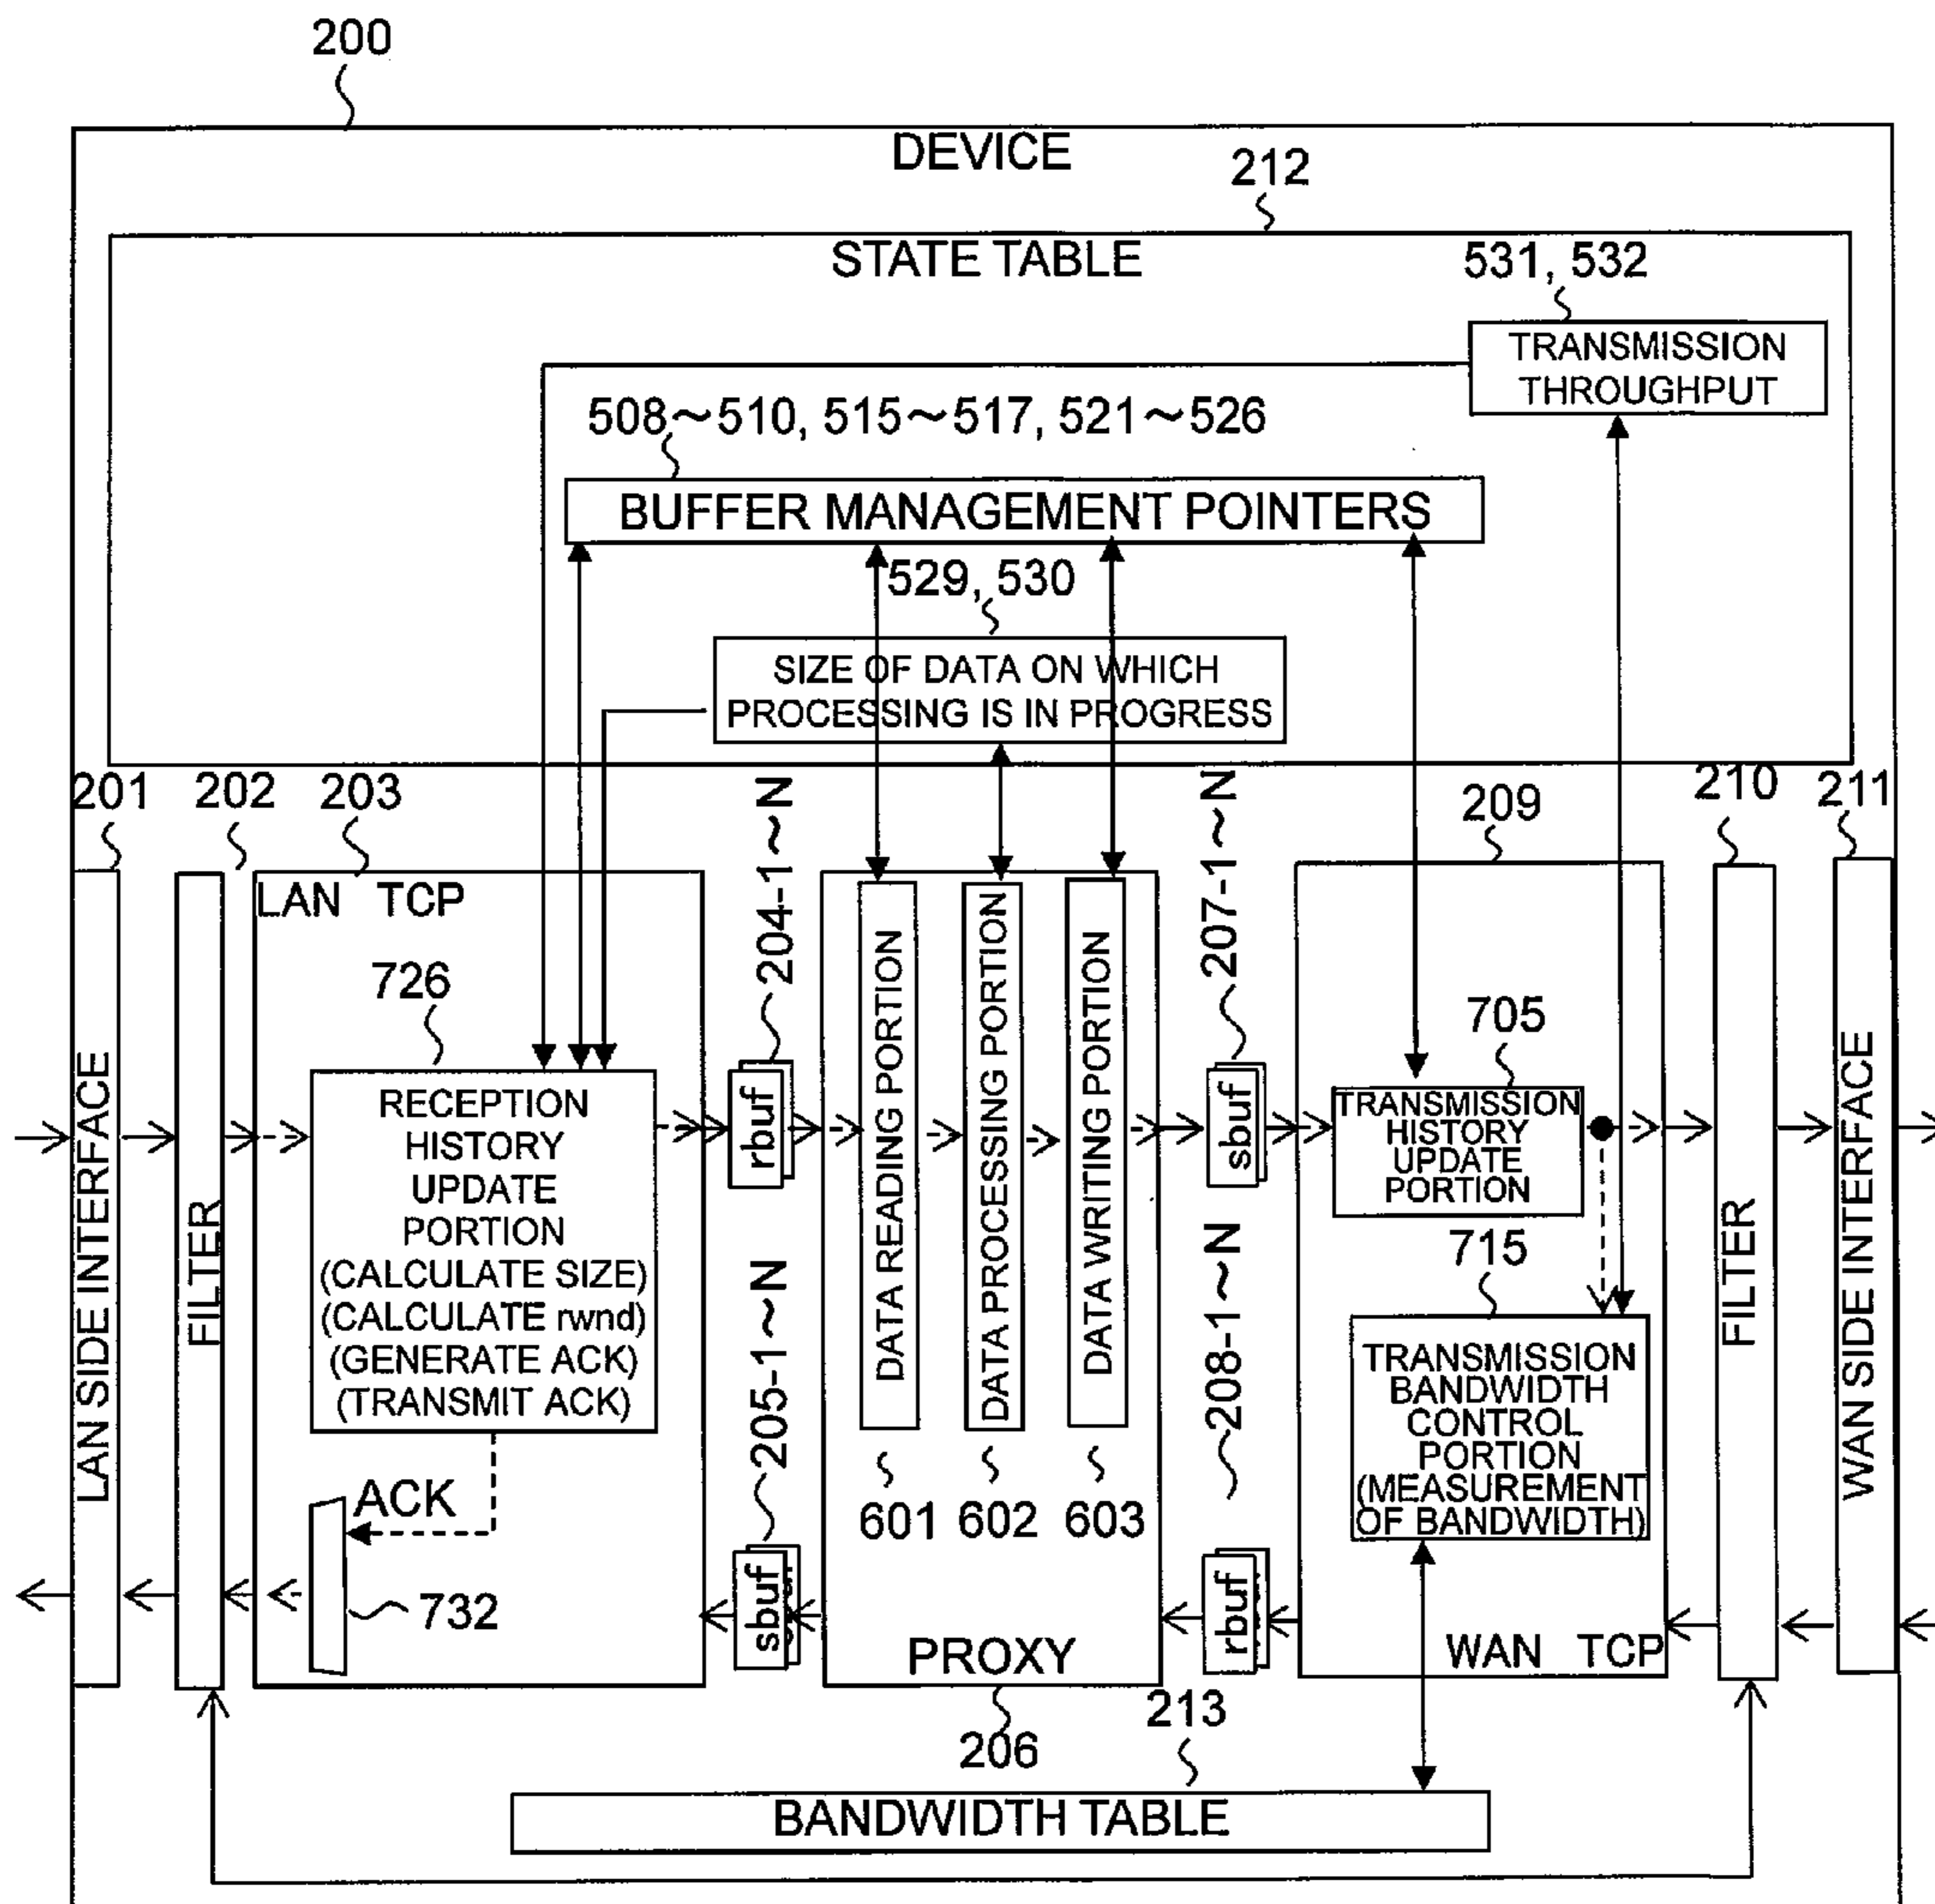 200
DEVICE
212
STATE TABLE
531, 532
TRANSMISSION
THROUGHPUT
508～510, 515～517, 521～526
BUFFER MANAGEMENT POINTERS
529, 530
SIZE OF DATA ON WHICH
PROCESSING IS IN PROGRESS
201
202
203
204-1～N
207-1～N
209
210
211
LAN SIDE INTERFACE
FILTER
LAN TCP
726
RECEPTION
HISTORY
UPDATE
PORTION
(CALCULATE SIZE)
(CALCULATE rwnd)
(GENERATE ACK)
(TRANSMIT ACK)
ACK
732
rbuf
205-1～N
sbuf
DATA READING PORTION
DATA PROCESSING PORTION
DATA WRITING PORTION
601
602
603
PROXY
206
sbuf
208-1～N
rbuf
705
TRANSMISSION
HISTORY
UPDATE
PORTION
715
TRANSMISSION
BANDWIDTH
CONTROL
PORTION
(MEASUREMENT
OF BANDWIDTH)
WAN TCP
FILTER
WAN SIDE INTERFACE
213
BANDWIDTH TABLE